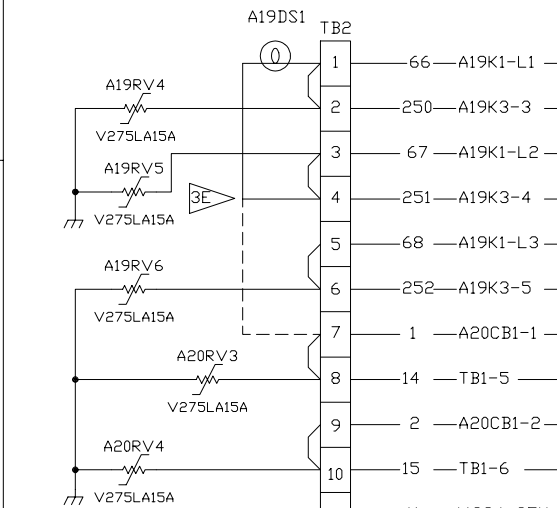 A19DS1
TB2
1 66 A19K1-L1
A19RV4
2 250 A19K3-3
V275LA15A
3 67 A19K1-L2
A19RV5
3E
4 251 A19K3-4
V275LA15A
5 68 A19K1-L3
A19RV6
6 252 A19K3-5
V275LA15A
7 1 A20CB1-1
A20RV3
8 14 TB1-5
V275LA15A
9 2 A20CB1-2
A20RV4
10 15 TB1-6
V275LA15A